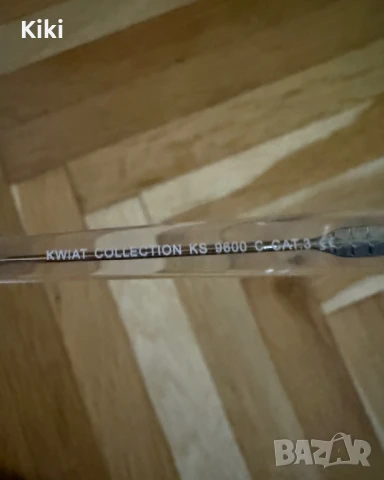 Kiki
KWIAT COLLECTION KS 9600 C CAT.3
BAZAR